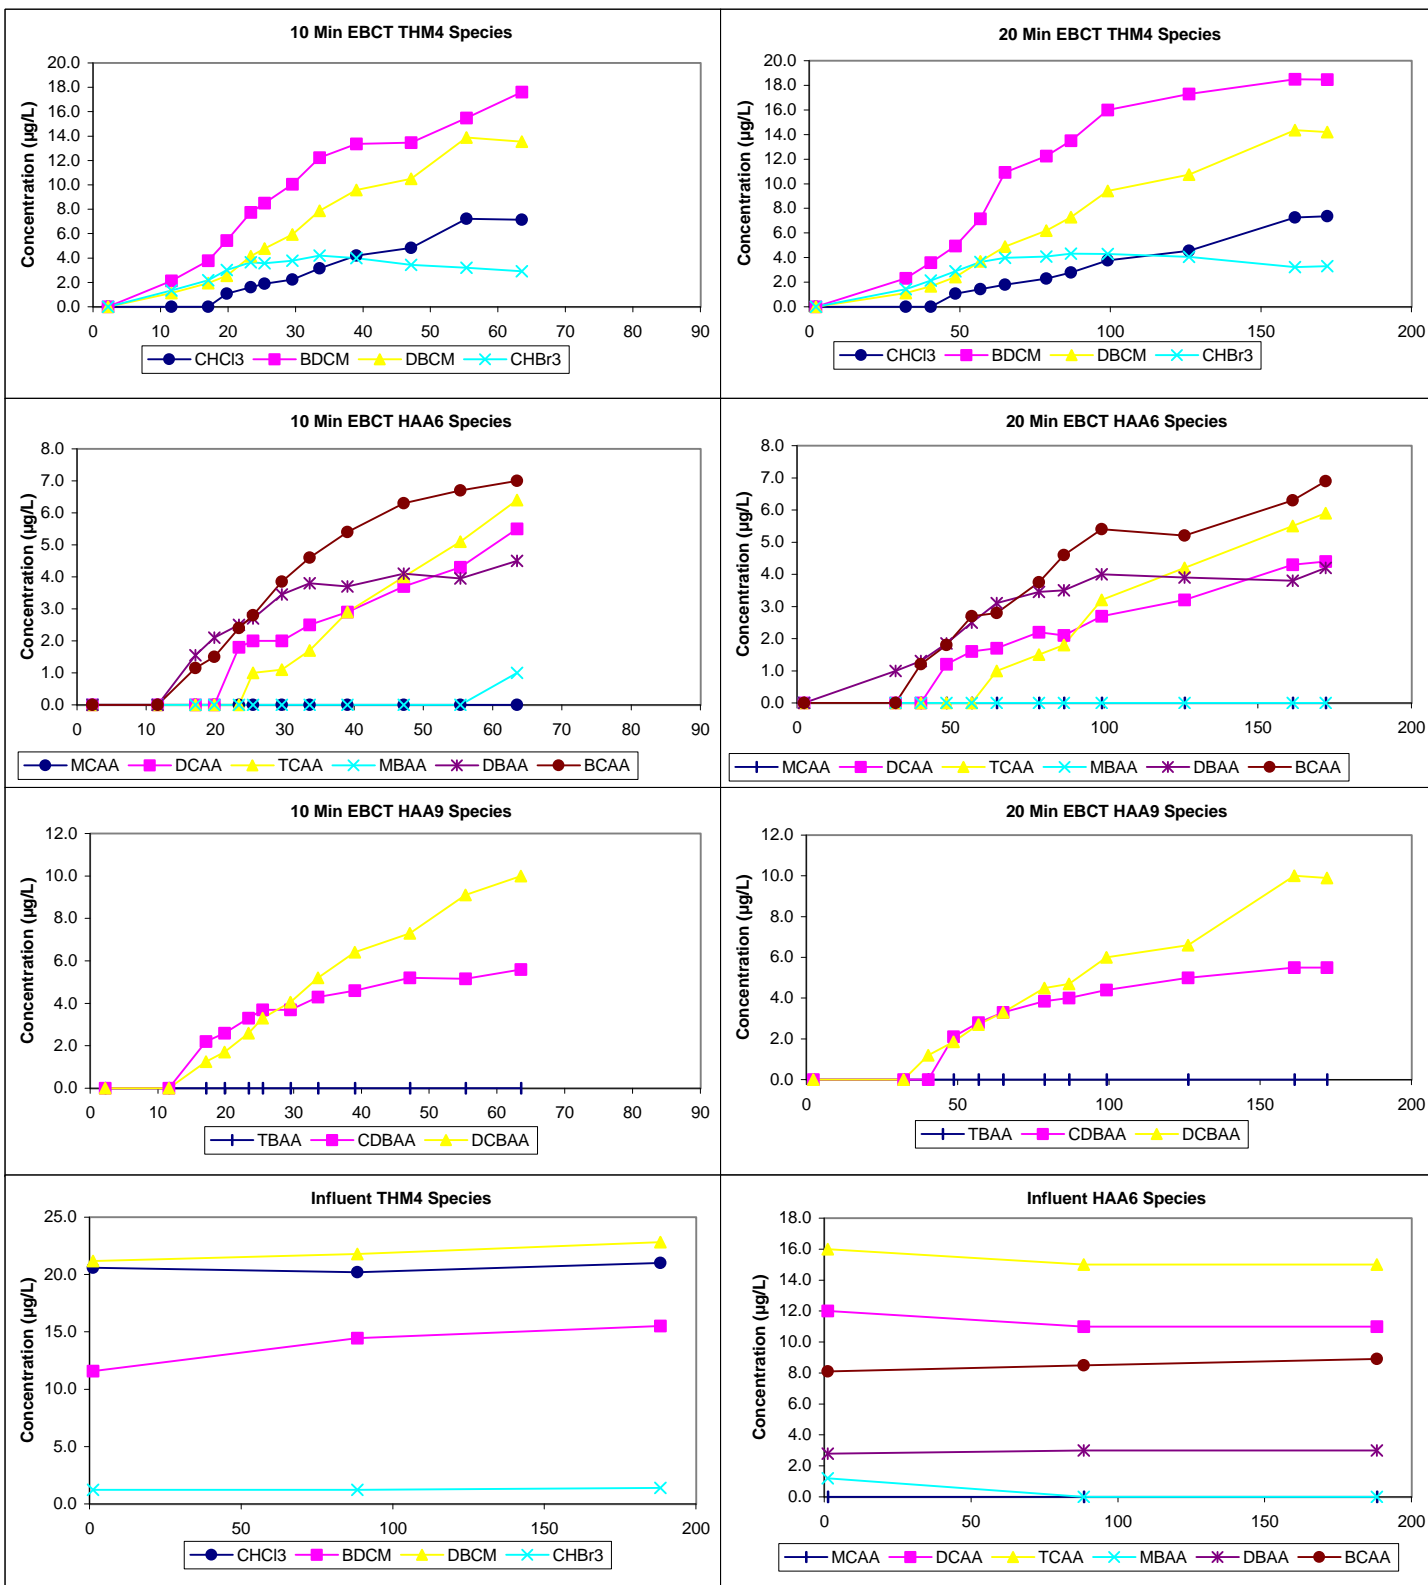 10 Min EBCT THM4 Species
Concentration (µg/L)
20.0
18.0
16.0
14.0
12.0
10.0
8.0
6.0
4.0
2.0
0.0
0 10 20 30 40 50 60 70 80 90
CHCl3 BDCM DBCM CHBr3
20 Min EBCT THM4 Species
Concentration (µg/L)
20.0
18.0
16.0
14.0
12.0
10.0
8.0
6.0
4.0
2.0
0.0
0 50 100 150 200
CHCl3 BDCM DBCM CHBr3
10 Min EBCT HAA6 Species
Concentration (µg/L)
8.0
7.0
6.0
5.0
4.0
3.0
2.0
1.0
0.0
0 10 20 30 40 50 60 70 80 90
MCAA DCAA TCAA MBAA DBAA BCAA
20 Min EBCT HAA6 Species
Concentration (µg/L)
8.0
7.0
6.0
5.0
4.0
3.0
2.0
1.0
0.0
0 50 100 150 200
MCAA DCAA TCAA MBAA DBAA BCAA
10 Min EBCT HAA9 Species
Concentration (µg/L)
12.0
10.0
8.0
6.0
4.0
2.0
0.0
0 10 20 30 40 50 60 70 80 90
TBAA CDBAA DCBAA
20 Min EBCT HAA9 Species
Concentration (µg/L)
12.0
10.0
8.0
6.0
4.0
2.0
0.0
0 50 100 150 200
TBAA CDBAA DCBAA
Influent THM4 Species
Concentration (µg/L)
25.0
20.0
15.0
10.0
5.0
0.0
0 50 100 150 200
CHCl3 BDCM DBCM CHBr3
Influent HAA6 Species
Concentration (µg/L)
18.0
16.0
14.0
12.0
10.0
8.0
6.0
4.0
2.0
0.0
0 50 100 150 200
MCAA DCAA TCAA MBAA DBAA BCAA